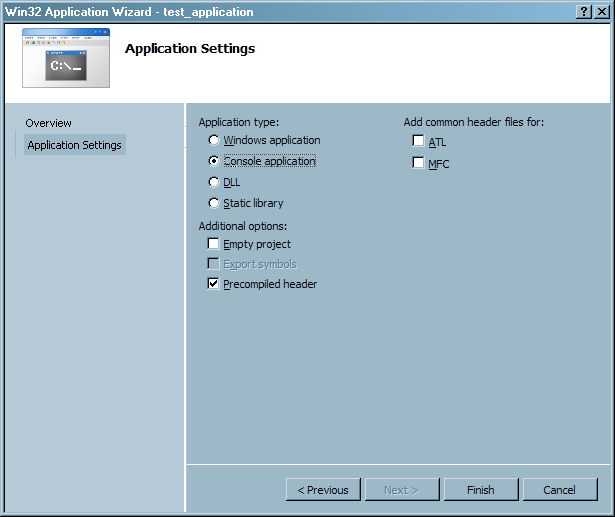 Win32 Application Wizard - test_application
C:\_
Application Settings
Overview
Application Settings
Application type:
Windows application
Console application
DLL
Static library
Additional options:
Empty project
Export symbols
Precompiled header
Add common header files for:
ATL
MFC
< Previous
Next >
Finish
Cancel